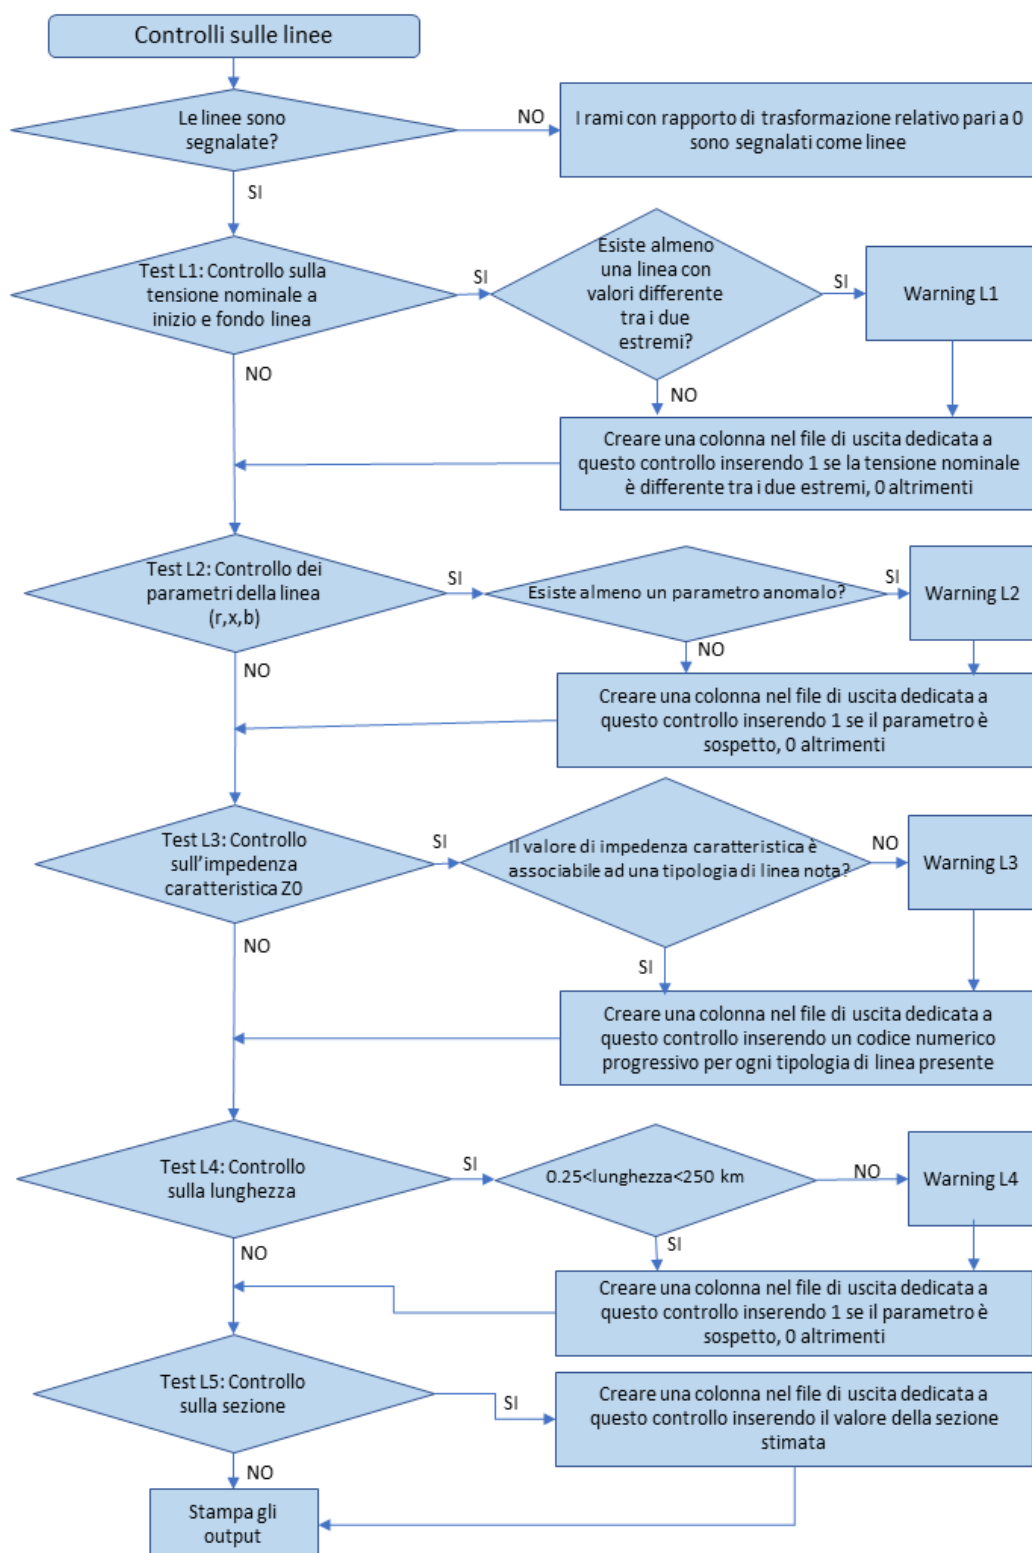 Controlli sulle linee
Le linee sono
segnalate?
NO
I rami con rapporto di trasformazione relativo pari a 0
sono segnalati come linee
SI
Test L1: Controllo sulla
tensione nominale a
inizio e fondo linea
SI
Esiste almeno
una linea con
valori differente
tra i due
estremi?
SI
Warning L1
NO
NO
Creare una colonna nel file di uscita dedicata a
questo controllo inserendo 1 se la tensione nominale
è differente tra i due estremi, 0 altrimenti
Test L2: Controllo dei
parametri della linea
(r,x,b)
SI
Esiste almeno un parametro anomalo?
SI
Warning L2
NO
NO
Creare una colonna nel file di uscita dedicata a
questo controllo inserendo 1 se il parametro è
sospetto, 0 altrimenti
Test L3: Controllo
sull'impedenza
caratteristica Z0
SI
Il valore di impedenza caratteristica è
associabile ad una tipologia di linea nota?
NO
Warning L3
NO
SI
Creare una colonna nel file di uscita dedicata a
questo controllo inserendo un codice numerico
progressivo per ogni tipologia di linea presente
Test L4: Controllo
sulla lunghezza
SI
0.25<lunghezza<250 km
NO
Warning L4
NO
SI
Creare una colonna nel file di uscita dedicata a
questo controllo inserendo 1 se il parametro è
sospetto, 0 altrimenti
Test L5: Controllo
sulla sezione
SI
Creare una colonna nel file di uscita dedicata a
questo controllo inserendo il valore della sezione
stimata
NO
Stampa gli
output